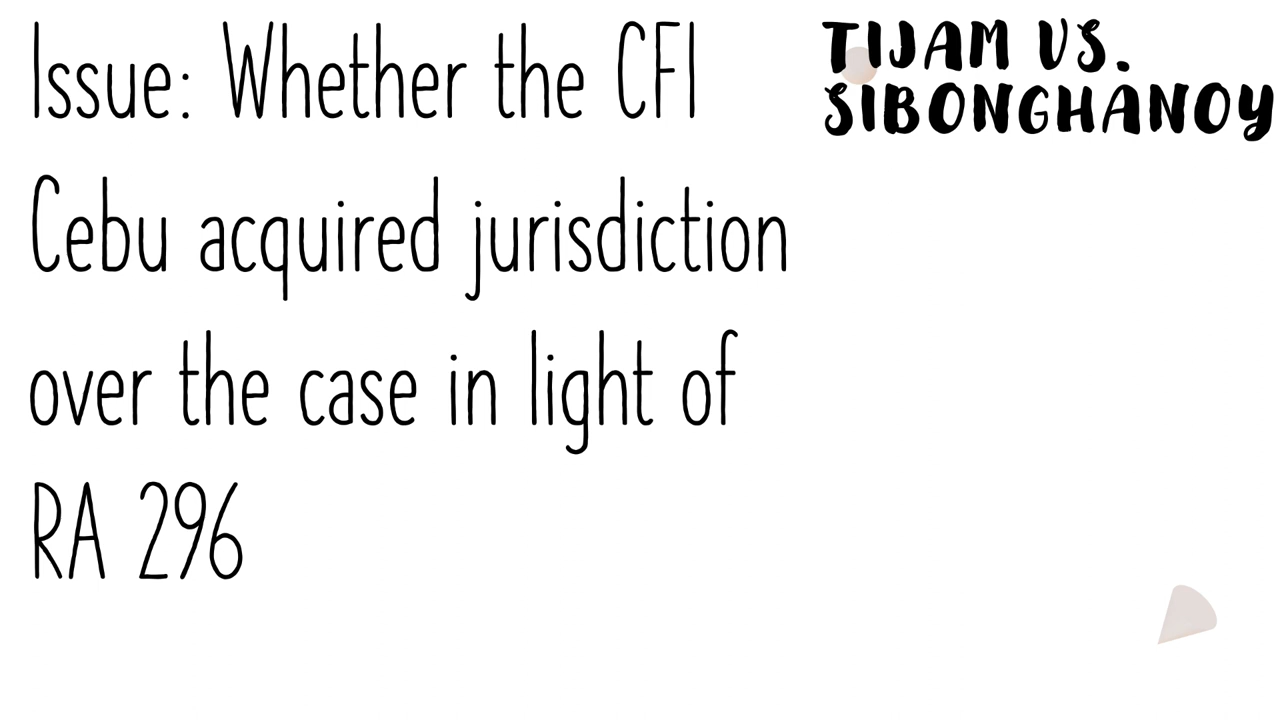 Issue: Whether the CFI
Cebu acquired jurisdiction
over the case in light of
RA 296
TIJAM VS.
SIBONGHANOY